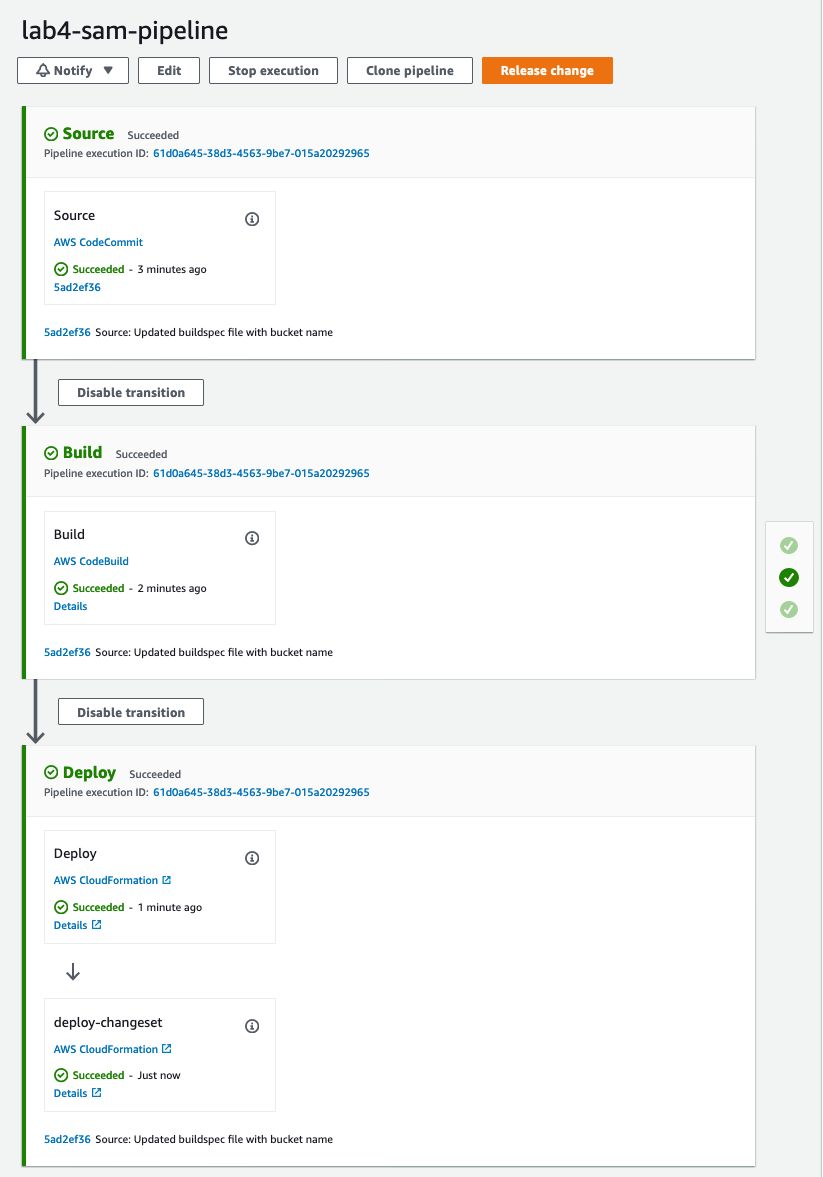 lab4-sam-pipeline
Notify Edit Stop execution Clone pipeline Release change
Source Succeeded
Pipeline execution ID: 61d0a645-38d3-4563-9be7-015a20292965
Source
AWS CodeCommit
Succeeded - 3 minutes ago
5ad2ef36
5ad2ef36 Source: Updated buildspec file with bucket name
Disable transition
Build Succeeded
Pipeline execution ID: 61d0a645-38d3-4563-9be7-015a20292965
Build
AWS CodeBuild
Succeeded - 2 minutes ago
Details
5ad2ef36 Source: Updated buildspec file with bucket name
Disable transition
Deploy Succeeded
Pipeline execution ID: 61d0a645-38d3-4563-9be7-015a20292965
Deploy
AWS CloudFormation
Succeeded - 1 minute ago
Details
deploy-changeset
AWS CloudFormation
Succeeded - Just now
Details
5ad2ef36 Source: Updated buildspec file with bucket name